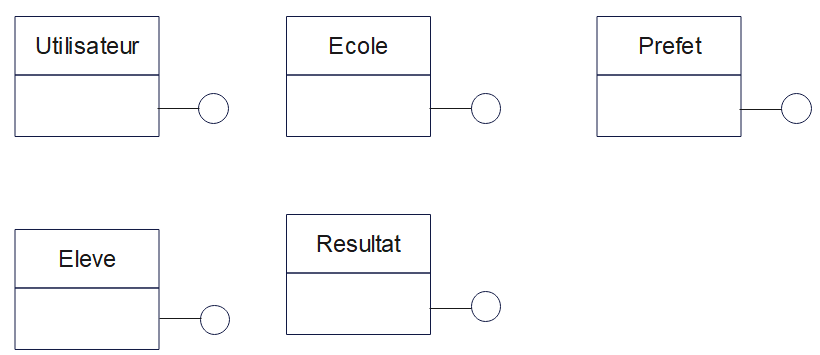 Utilisateur
Ecole
Prefet
Eleve
Resultat